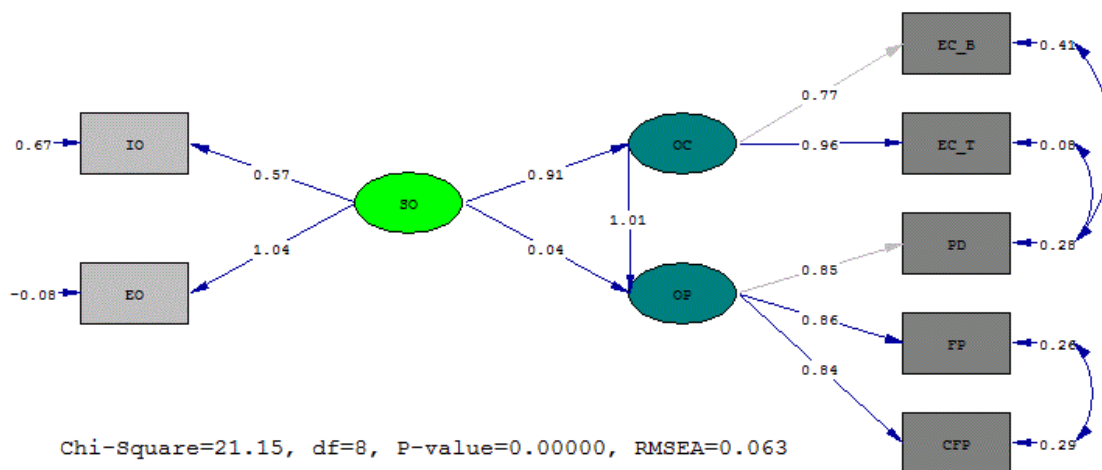 EC_B
0.41
0.77
0.67
IO
OC
0.96
EC_T
0.08
0.57
0.91
SO
1.01
PD
0.28
1.04
0.04
0.85
-0.08
EO
OP
0.86
FP
0.26
0.84
Chi-Square=21.15, df=8, P-value=0.00000, RMSEA=0.063
CFP
0.29